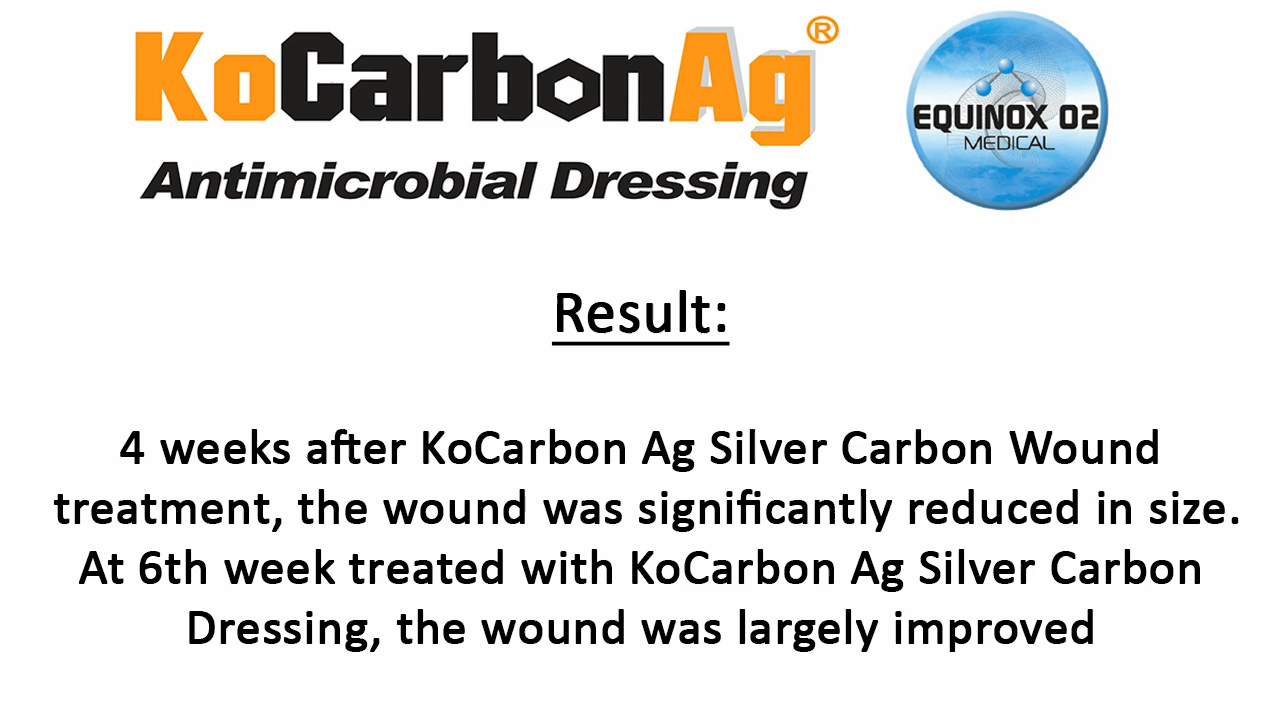 KoCarbonAg®
Antimicrobial Dressing
EQUINOX O2
MEDICAL
Result:
4 weeks after KoCarbon Ag Silver Carbon Wound
treatment, the wound was significantly reduced in size.
At 6th week treated with KoCarbon Ag Silver Carbon
Dressing, the wound was largely improved